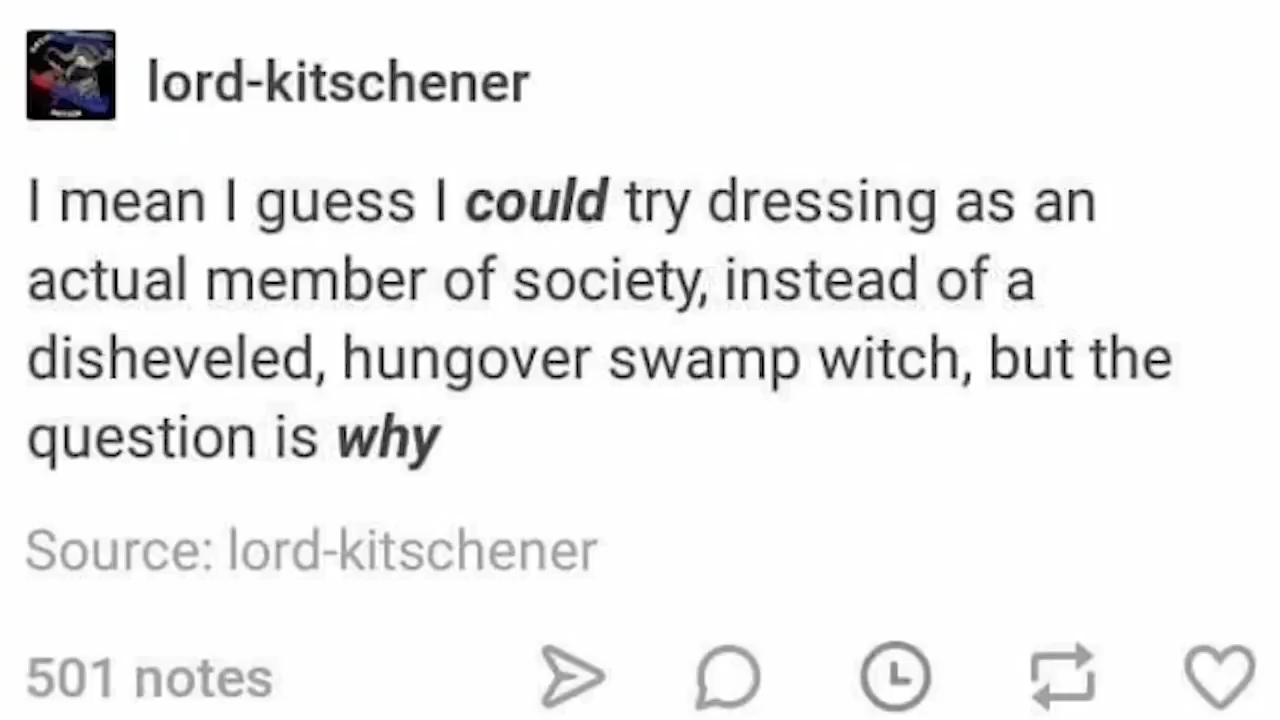 lord-kitschener
I mean I guess I could try dressing as an
actual member of society, instead of a
disheveled, hungover swamp witch, but the
question is why
Source: lord-kitschener
501 notes